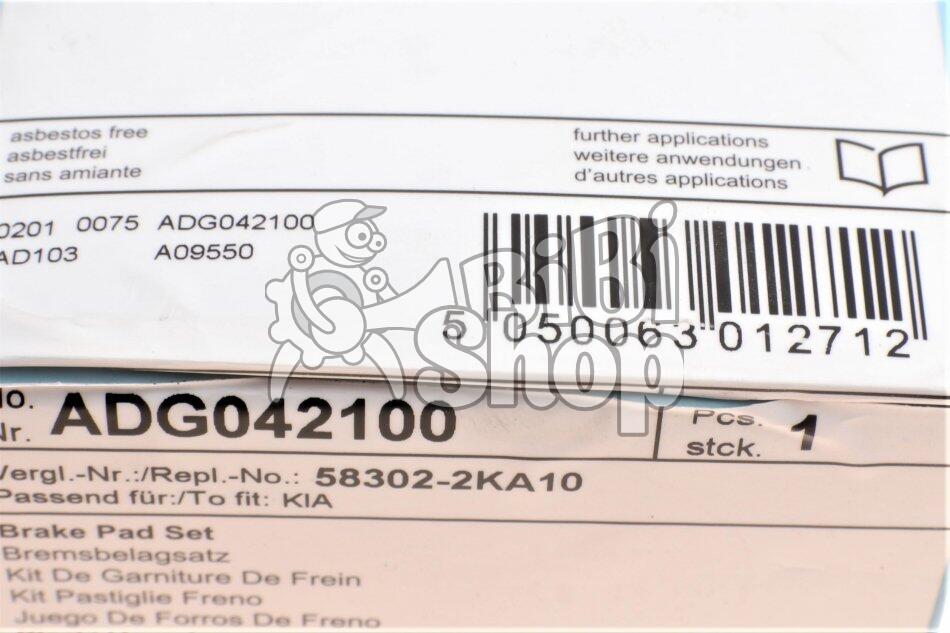 asbestos free
asbestfrei
sans amiante
further applications
weitere anwendungen
d'autres applications
0201 0075 ADG042100
AD103 A09550
BiBi
Shop
5 050063 012712
No. ADG042100
Nr.
Pcs. 1
stck.
Vergl.-Nr.:/Repl.-No.: 58302-2KA10
Passend für:/To fit: KIA
Brake Pad Set
Bremsbelagsatz
Kit De Garniture De Frein
Kit Pastiglie Freno
Juego De Forros De Freno